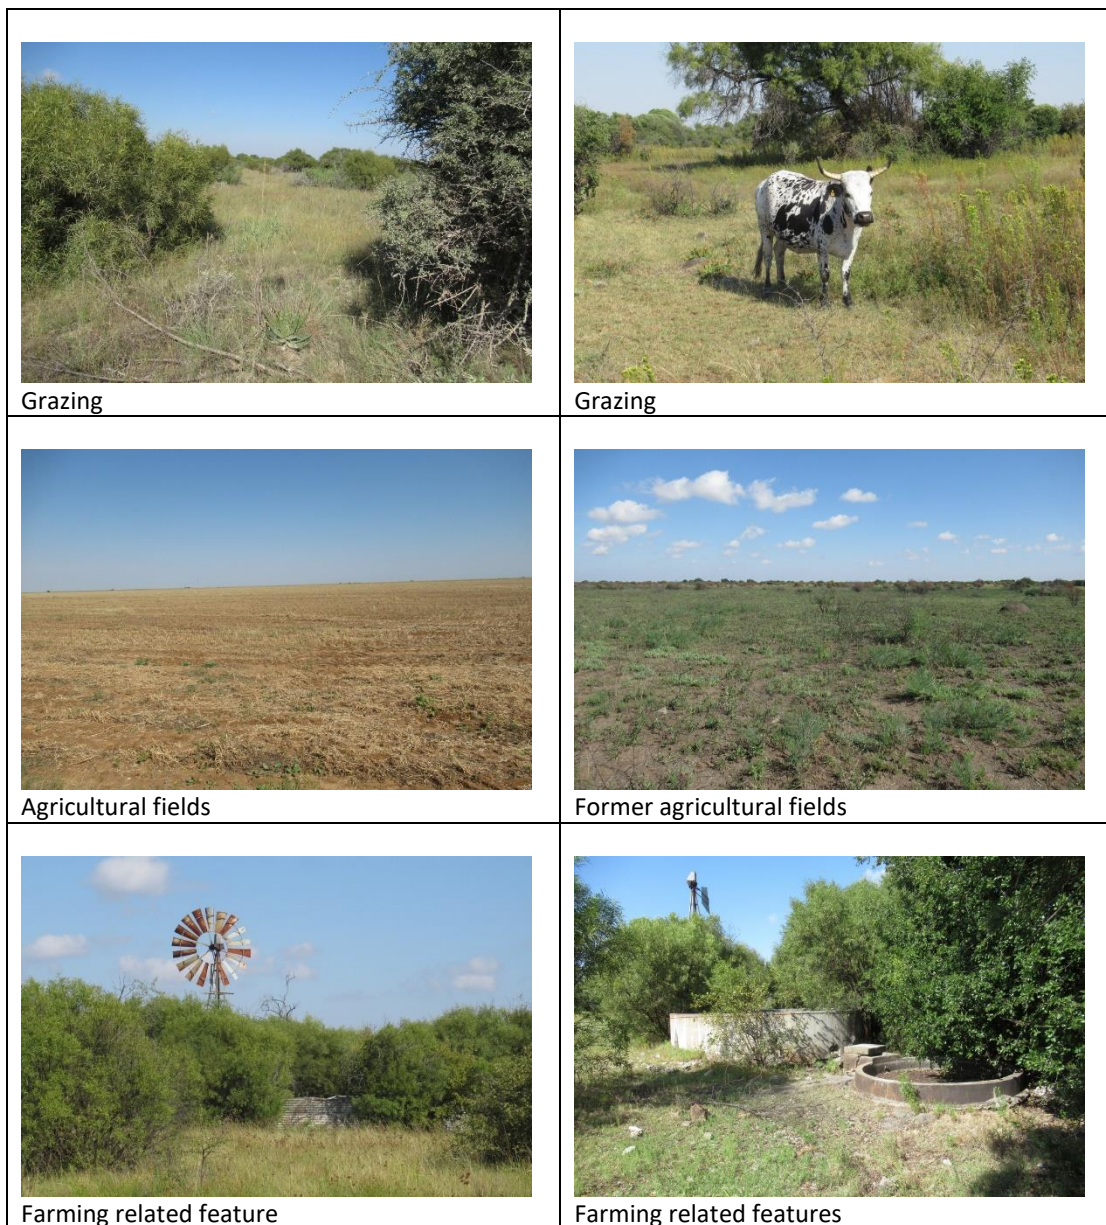 Grazing
Grazing
Agricultural fields
Former agricultural fields
Farming related feature
Farming related features